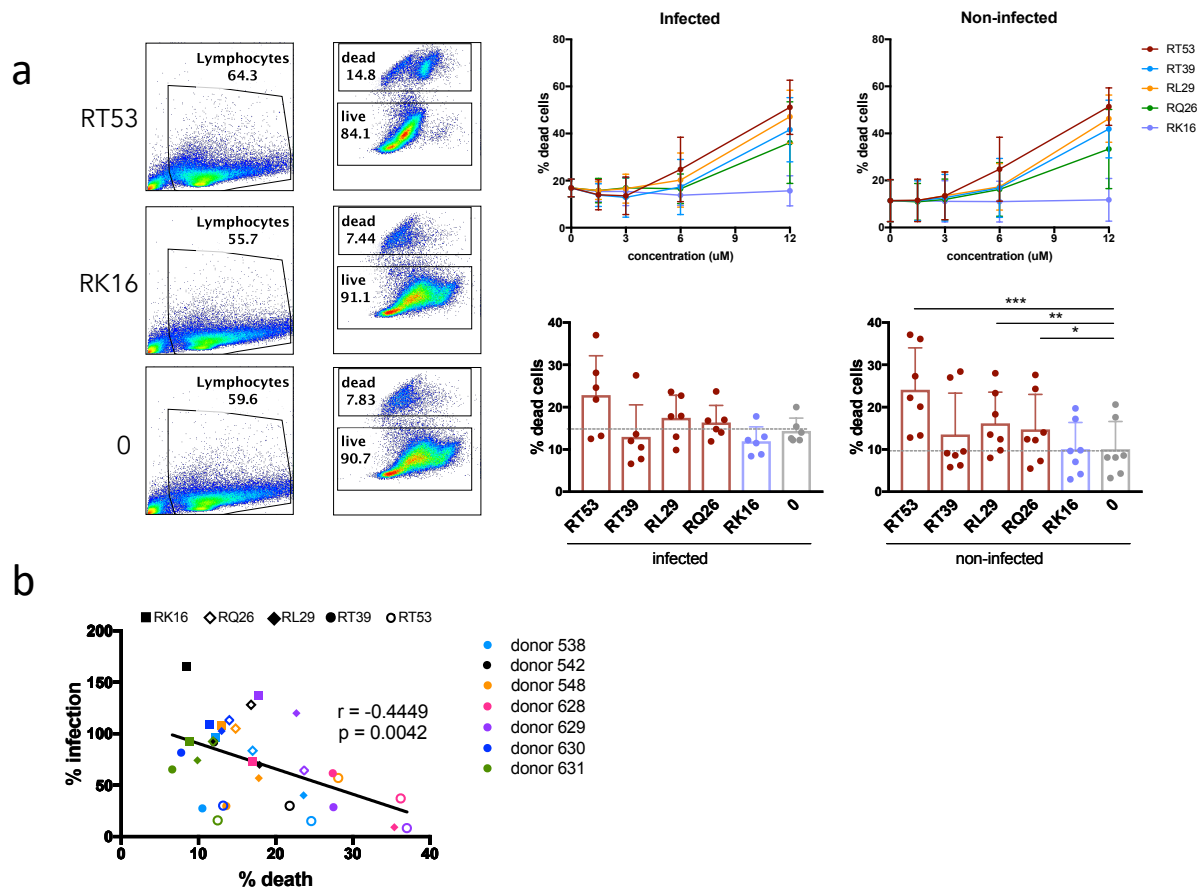 a
RT53
Lymphocytes
64.3
dead
14.8
live
84.1
RK16
Lymphocytes
55.7
dead
7.44
live
91.1
0
Lymphocytes
59.6
dead
7.83
live
90.7
Infected
% dead cells
80
60
40
20
0
0 3 6 9 12
concentration (uM)
Non-infected
% dead cells
80
60
40
20
0
0 3 6 9 12
concentration (uM)
RT53
RT39
RL29
RQ26
RK16
% dead cells
40
30
20
10
0
RT53 RT39 RL29 RQ26 RK16 0
infected
***
**
*
% dead cells
40
30
20
10
0
RT53 RT39 RL29 RQ26 RK16 0
non-infected
b
RK16 RQ26 RL29 RT39 RT53
% infection
200
150
100
50
0
r = -0.4449
p = 0.0042
0 10 20 30 40
% death
donor 538
donor 542
donor 548
donor 628
donor 629
donor 630
donor 631